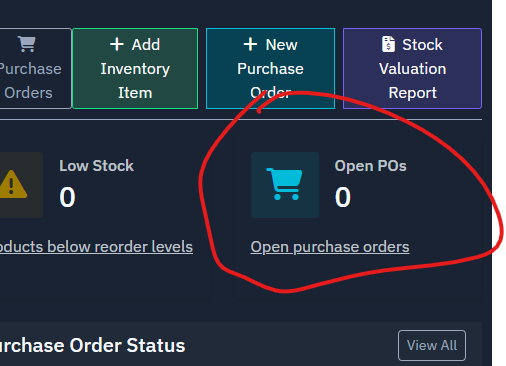 Purchase
Orders
+ Add
Inventory
Item
+ New
Purchase
Order
Stock
Valuation
Report
Low Stock
0
Open POs
0
oducts below reorder levels
Open purchase orders
urchase Order Status
View All